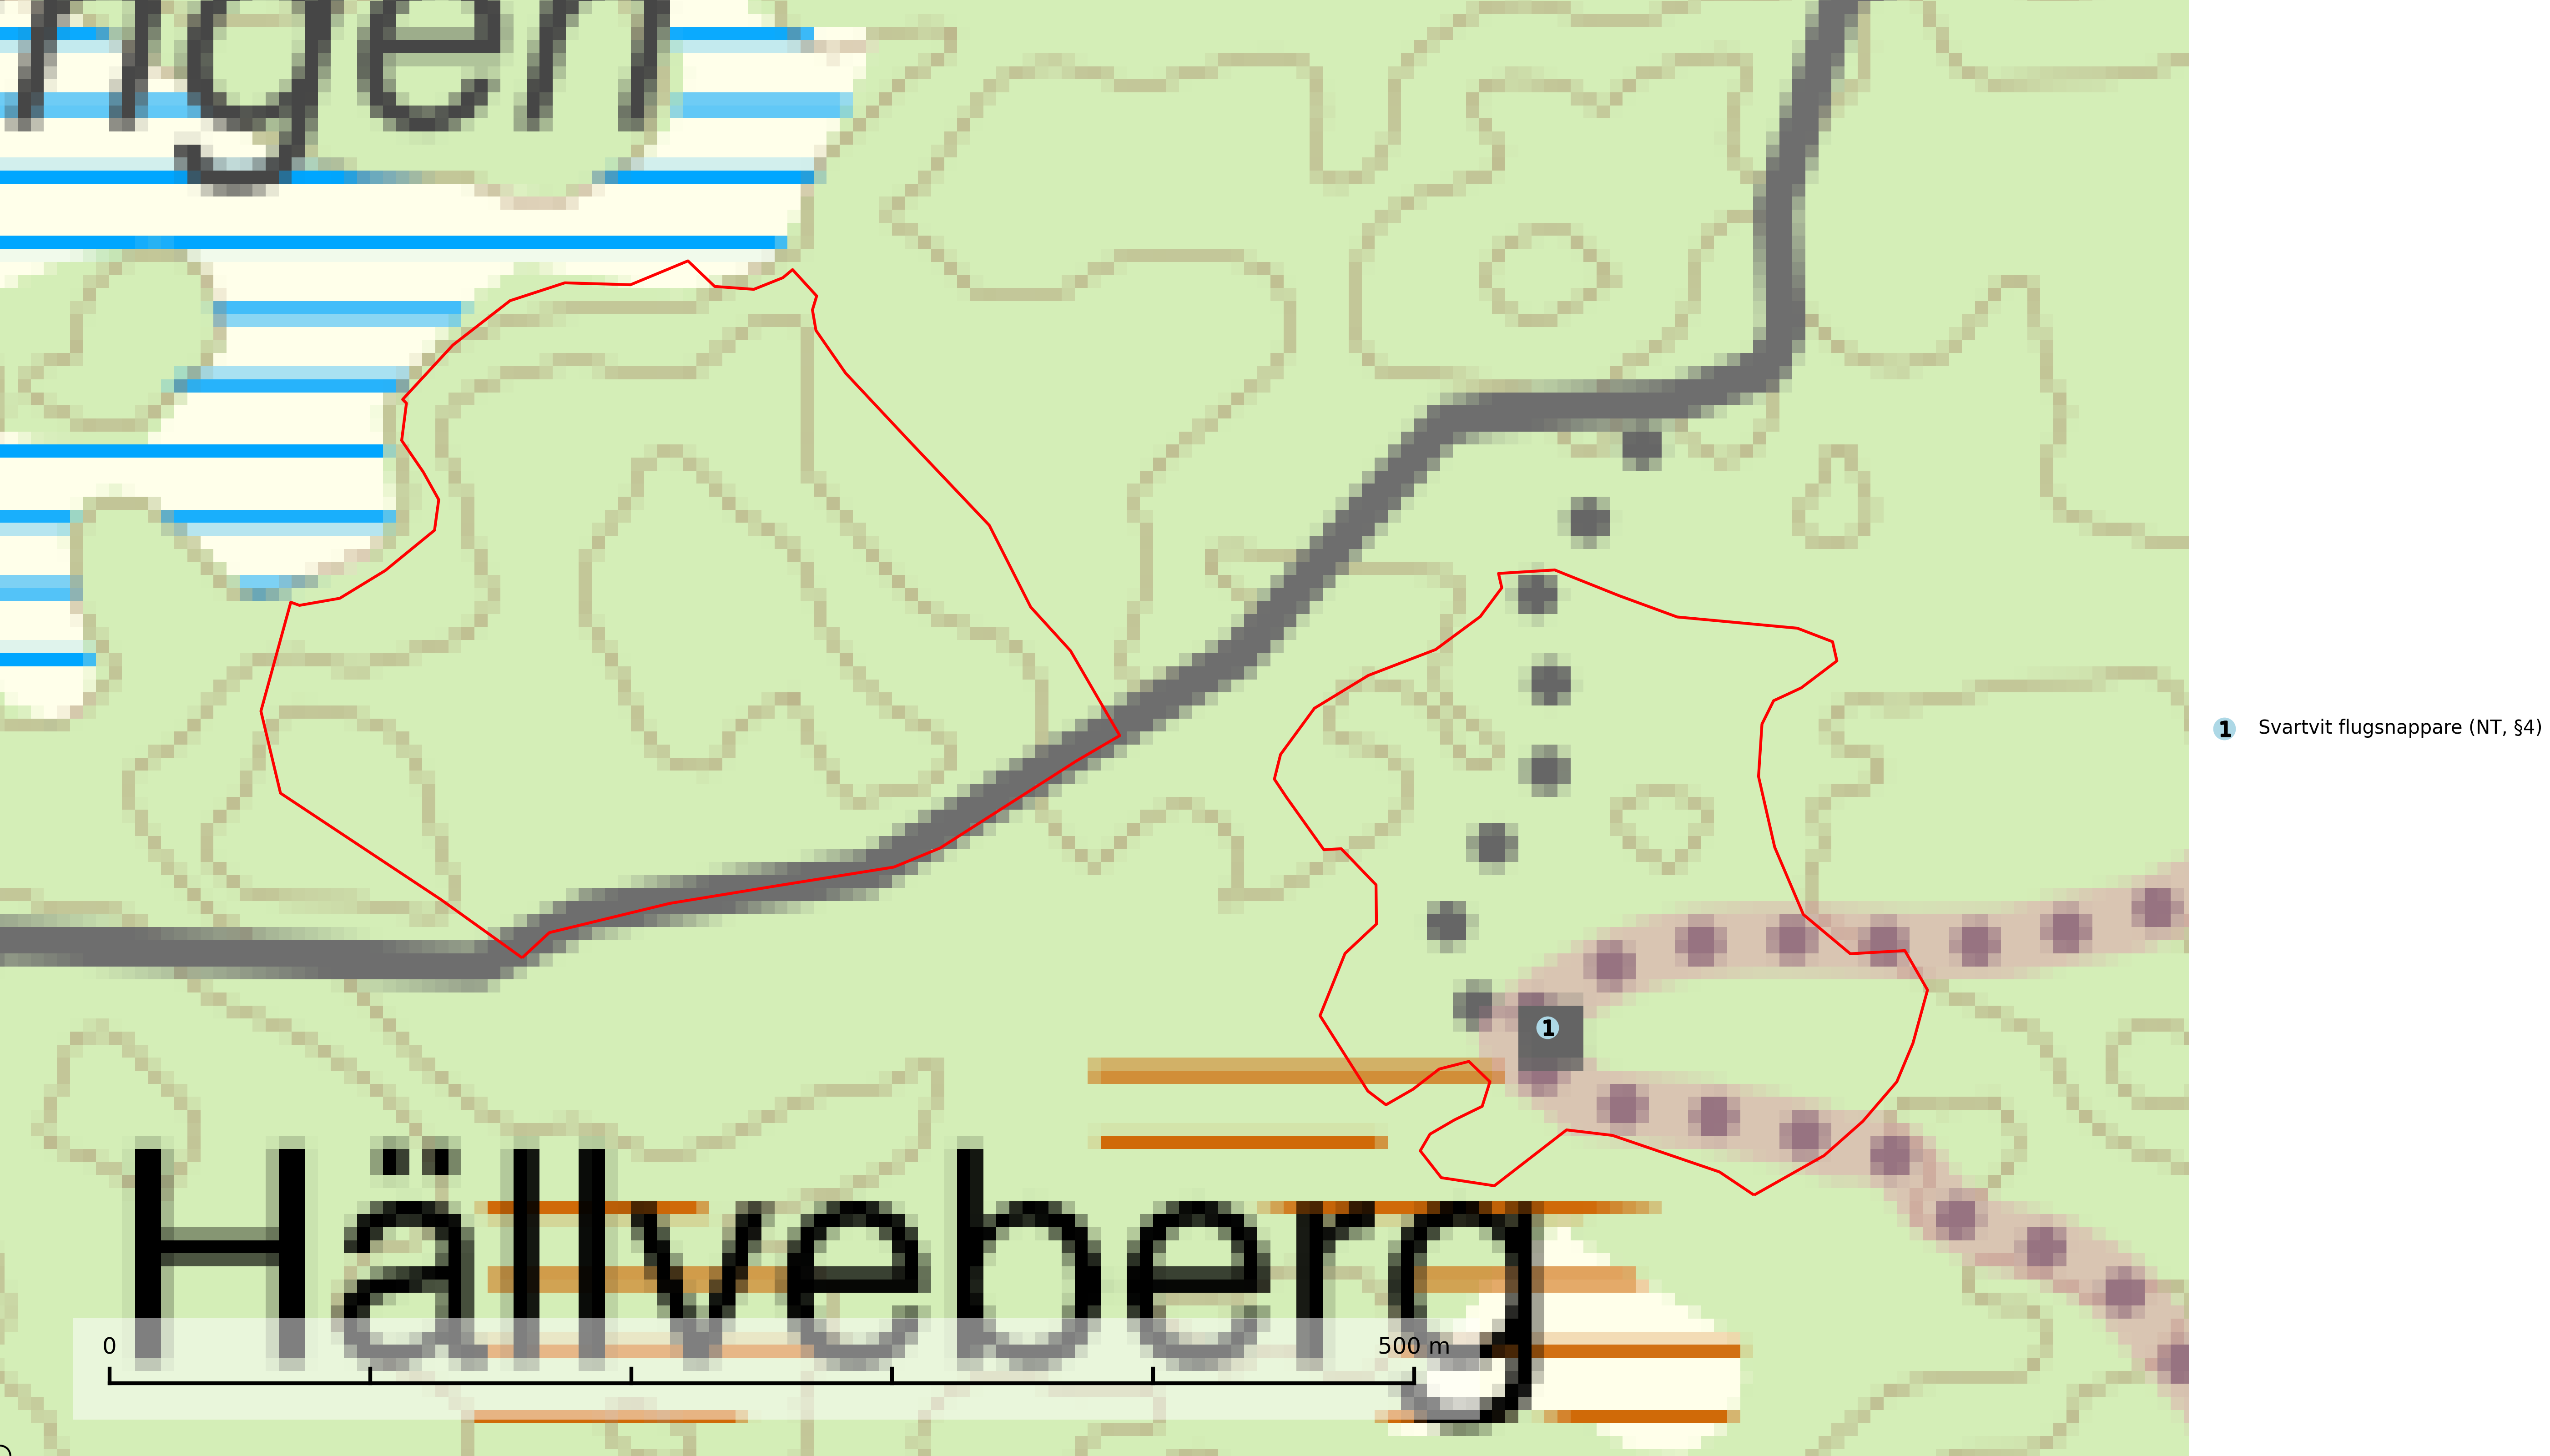 ngen
1 Svartvit flugsnappare (NT, §4)
1
Hällveberg
0 500 m